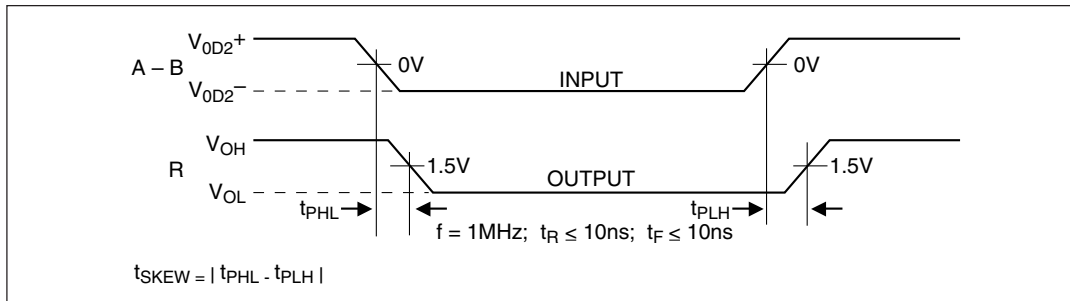 V0D2+
A – B
0V
0V
INPUT
V0D2–
VOH
R
1.5V
1.5V
OUTPUT
VOL
tPHL
tPLH
f = 1MHz; tR ≤ 10ns; tF ≤ 10ns
tSKEW = | tPHL - tPLH |